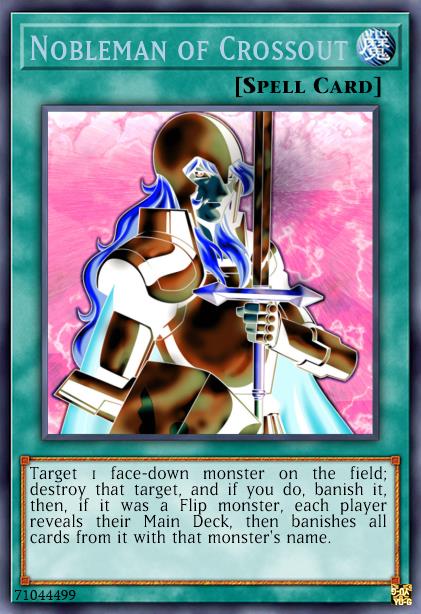 Nobleman of Crossout
[Spell Card]
Target 1 face-down monster on the field;
destroy that target, and if you do, banish it,
then, if it was a Flip monster, each player
reveals their Main Deck, then banishes all
cards from it with that monster's name.
71044499